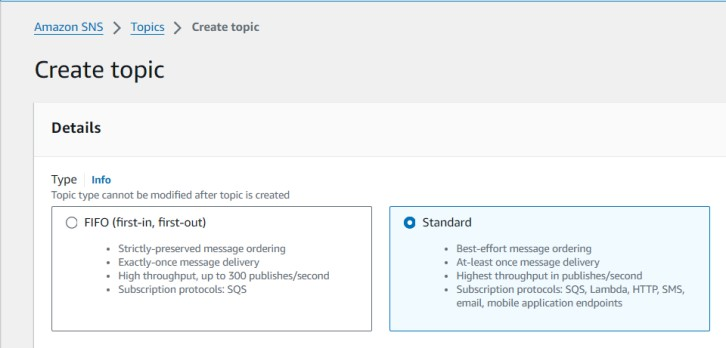 Amazon SNS > Topics > Create topic
Create topic
Details
Type Info
Topic type cannot be modified after topic is created
FIFO (first-in, first-out)
• Strictly-preserved message ordering
• Exactly-once message delivery
• High throughput, up to 300 publishes/second
• Subscription protocols: SQS
Standard
• Best-effort message ordering
• At-least once message delivery
• Highest throughput in publishes/second
• Subscription protocols: SQS, Lambda, HTTP, SMS,
email, mobile application endpoints